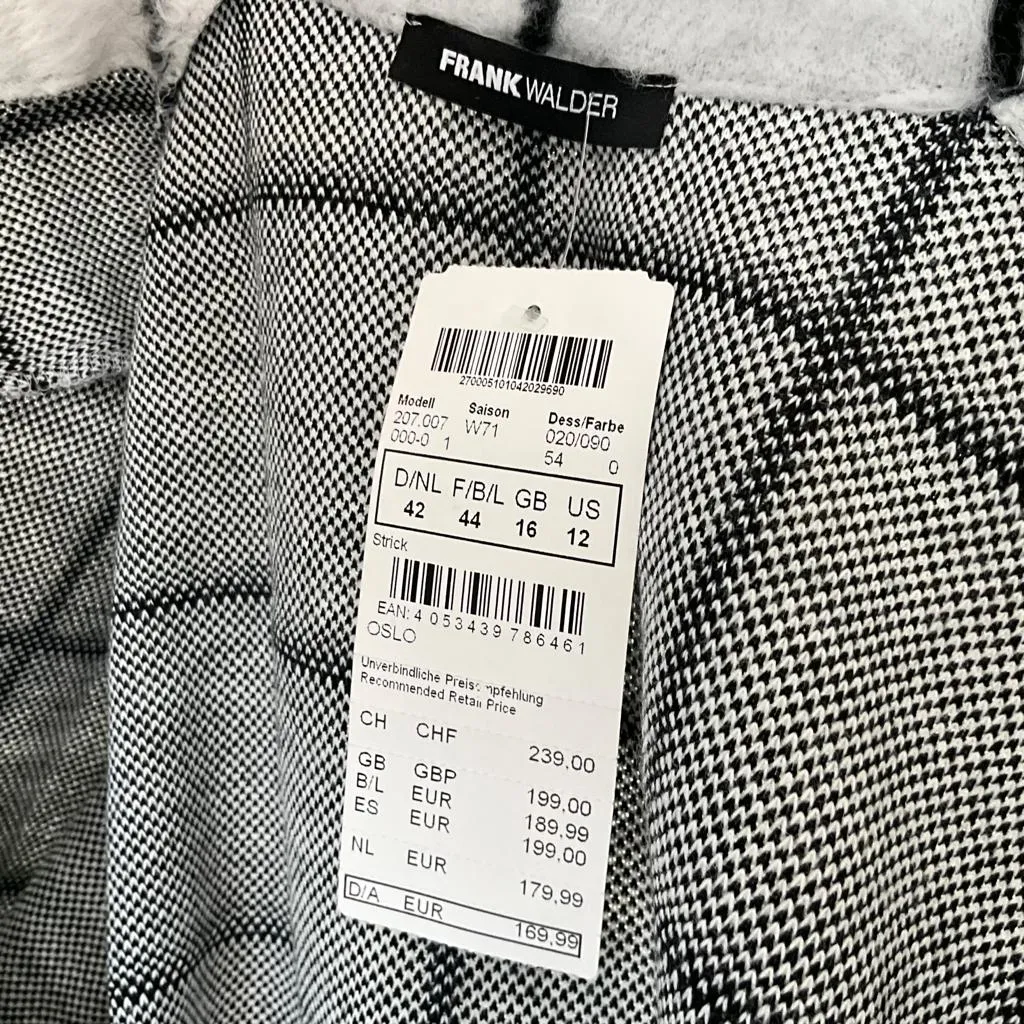 FRANK WALDER
270005101042029690
Modell Saison Dess/Farbe
207.007 W71 020/090
000-0 1 54 0
D/NL F/B/L GB US
42 44 16 12
Strick
EAN: 4 053439 786461
OSLO
Unverbindliche
Recommended Retail Price
CH CHF 239,00
GB GBP 199,00
B/L EUR 189,99
ES EUR 199,00
NL EUR 179,99
D/A EUR 169,99